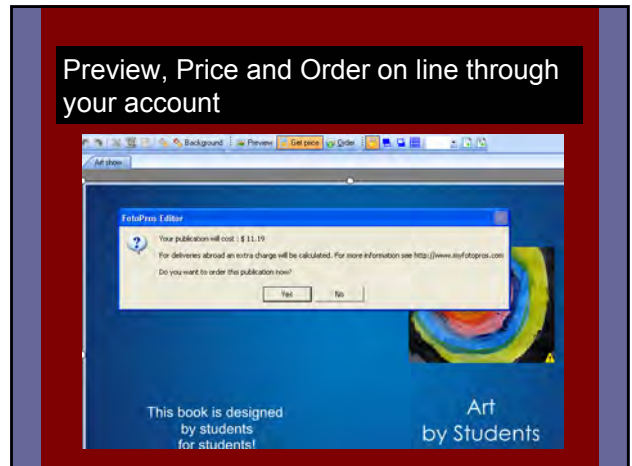 Preview, Price and Order on line through
your account
Background Preview Get price Order
Art show
FotoPros Editor
Your publication will cost : $ 11.19
For deliveries abroad an extra charge will be calculated. For more information see http://www.myfotopros.com
Do you want to order this publication now?
Yes No
This book is designed
by students
for students!
Art
by Students